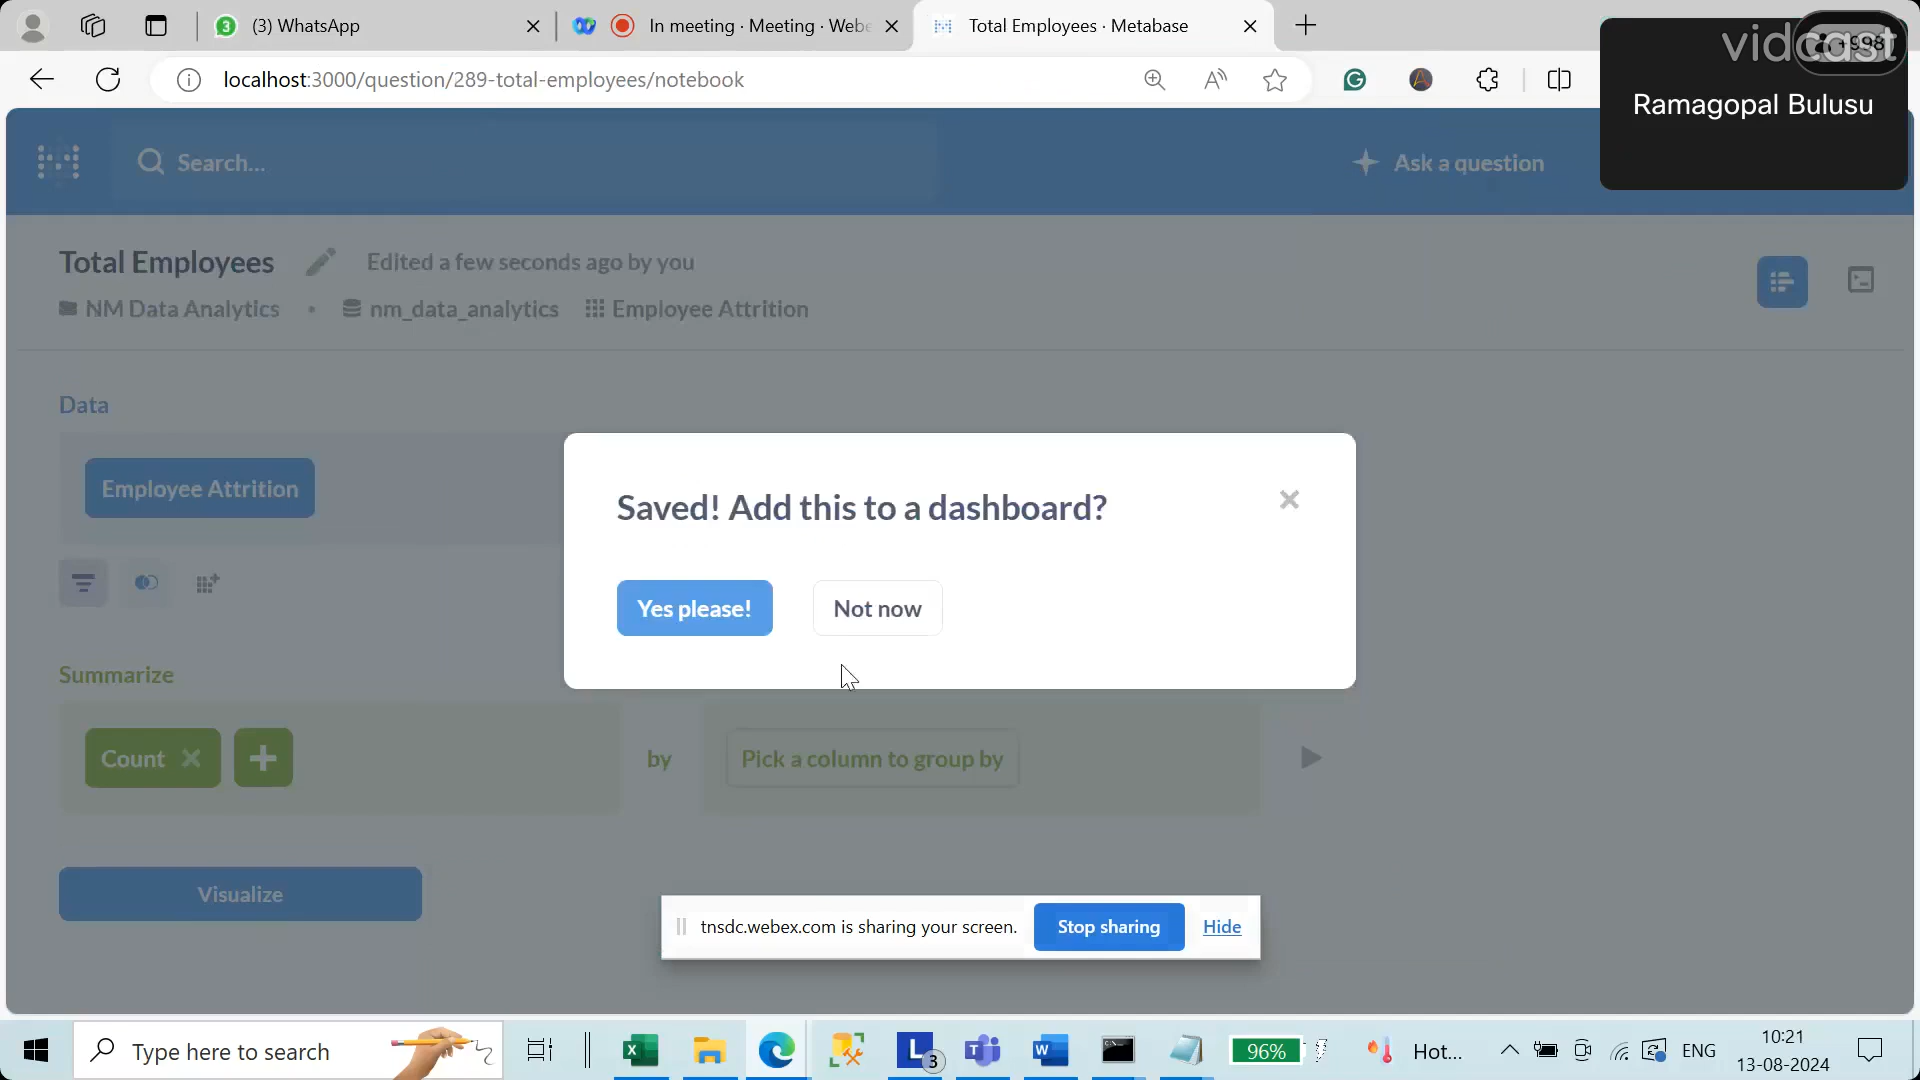 3 (3) WhatsApp
In meeting · Meeting · Webe
Total Employees · Metabase
vidcast
+998
localhost:3000/question/289-total-employees/notebook
Ramagopal Bulusu
Search...
Ask a question
Total Employees
Edited a few seconds ago by you
NM Data Analytics • nm_data_analytics Employee Attrition
Data
Employee Attrition
Saved! Add this to a dashboard?
Yes please!
Not now
Summarize
Count
by
Pick a column to group by
Visualize
tnsdc.webex.com is sharing your screen.
Stop sharing
Hide
Type here to search
3
96%
Hot...
ENG
10:21
13-08-2024